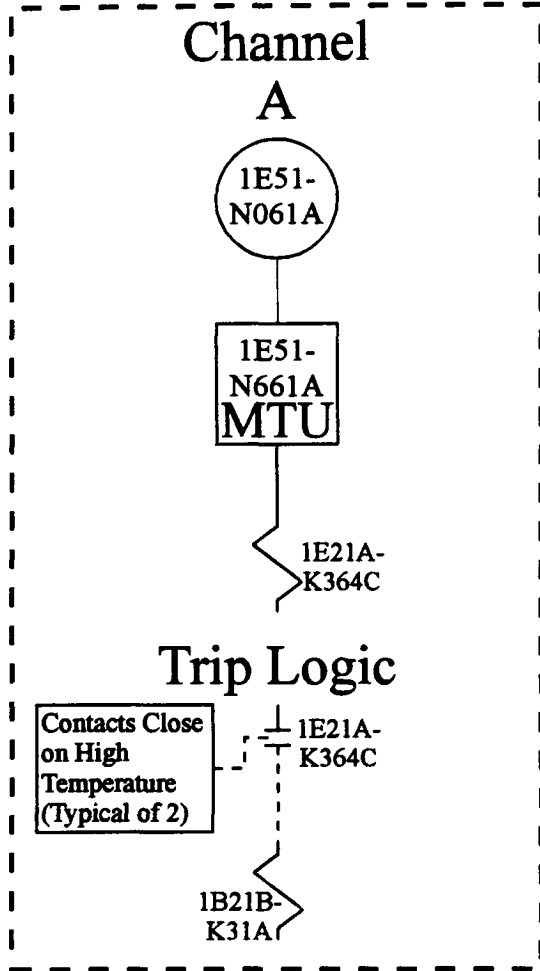 Channel
A
1E51-
N061A
1E51-
N661A
MTU
1E21A-
K364C
Trip Logic
Contacts Close
on High
Temperature
(Typical of 2)
1E21A-
K364C
1B21B-
K31A